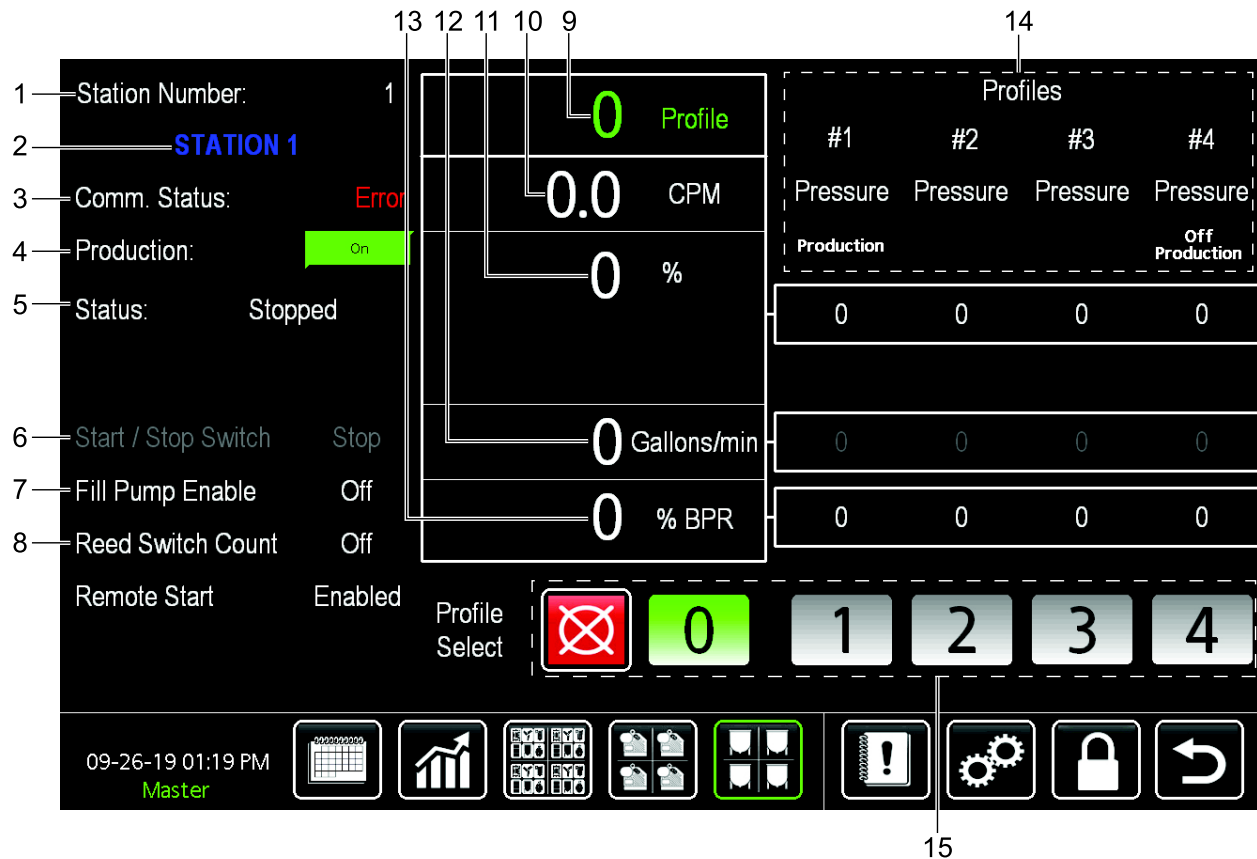 13 12 11 10 9 14
1 Station Number: 1
2 STATION 1
3 Comm. Status: Error
4 Production: On
5 Status: Stopped
6 Start / Stop Switch Stop
7 Fill Pump Enable Off
8 Reed Switch Count Off
Remote Start Enabled
0 Profile
0.0 CPM
0 %
0 Gallons/min
0 % BPR
Profiles
#1 #2 #3 #4
Pressure Pressure Pressure Pressure
Production Off
Production
0 0 0 0
0 0 0 0
0 0 0 0
Profile
Select
0 1 2 3 4
09-26-19 01:19 PM
Master
15